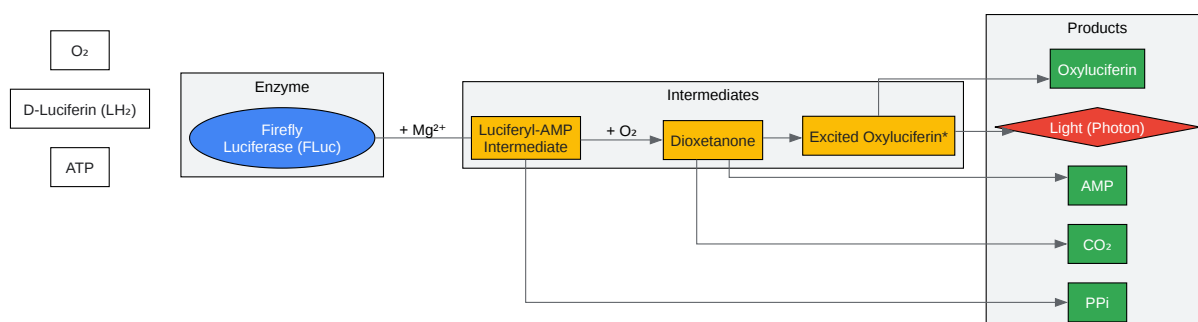 O₂
D-Luciferin (LH₂)
ATP
Enzyme
Firefly
Luciferase (FLuc)
+ Mg²⁺
Intermediates
Luciferyl-AMP
Intermediate
+ O₂
Dioxetanone
Excited Oxyluciferin*
Products
Oxyluciferin
Light (Photon)
AMP
CO₂
PPi